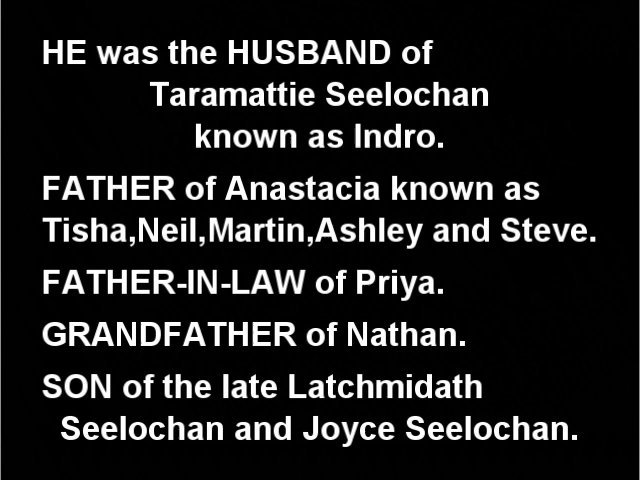 HE was the HUSBAND of
Taramattie Seelochan
known as Indro.
FATHER of Anastacia known as
Tisha,Neil,Martin,Ashley and Steve.
FATHER-IN-LAW of Priya.
GRANDFATHER of Nathan.
SON of the late Latchmidath
Seelochan and Joyce Seelochan.